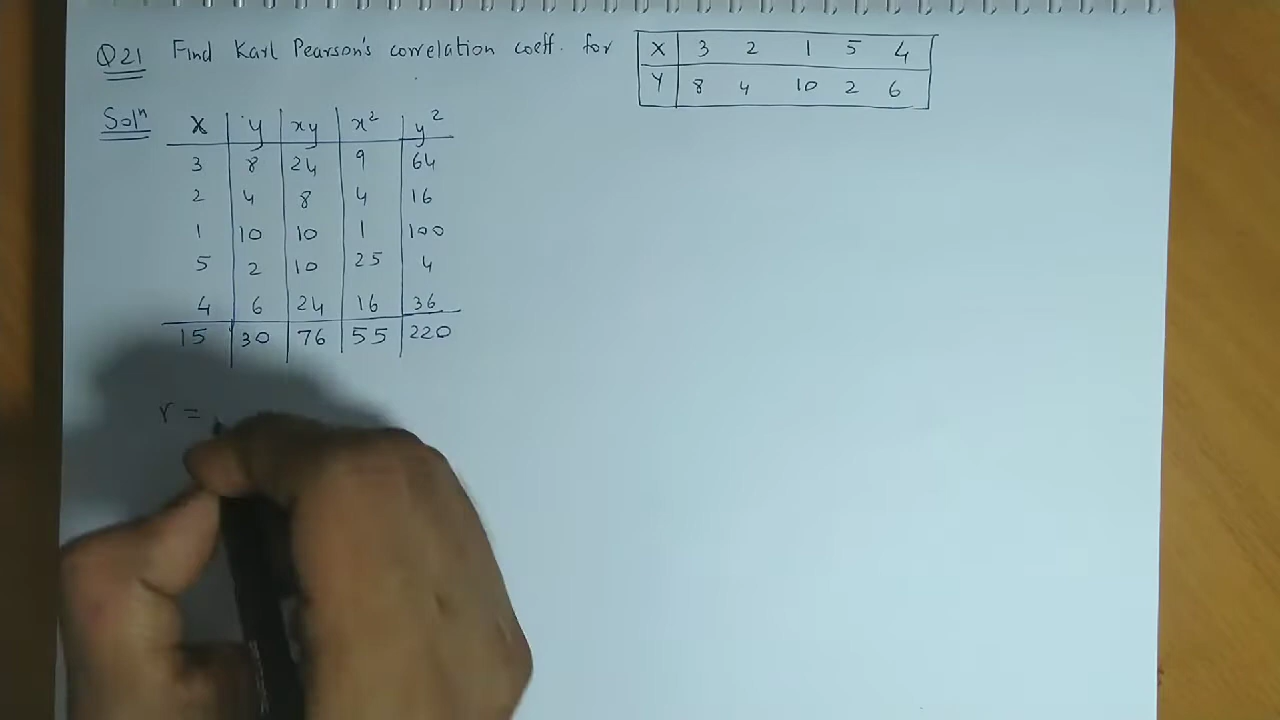 Q21 Find Karl Pearson's correlation coeff. for
X 3 2 1 5 4
Y 8 4 10 2 6
Solⁿ
X y xy x² y²
3 8 24 9 64
2 4 8 4 16
1 10 10 1 100
5 2 10 25 4
4 6 24 16 36
15 30 76 55 220
r =